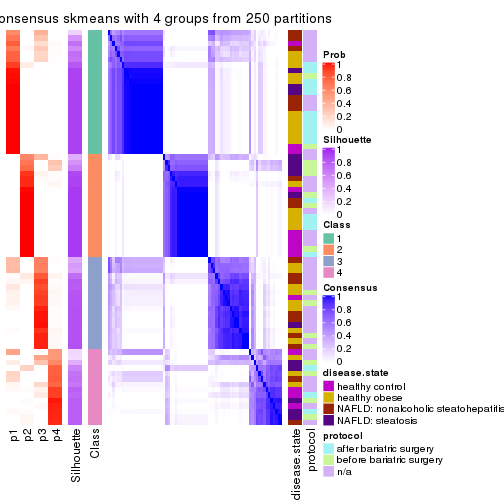 onsensus skmeans with 4 groups from 250 partitions
Prob
1
0.8
0.6
0.4
0.2
0
Silhouette
1
0.8
0.6
0.4
0.2
0
Class
1
2
3
4
Consensus
1
0.8
0.6
0.4
0.2
0
disease.state
healthy control
healthy obese
NAFLD: nonalcoholic steatohepatitis
NAFLD: steatosis
protocol
after bariatric surgery
before bariatric surgery
n/a
p1
p2
p3
p4
Silhouette
Class
disease.state
protocol